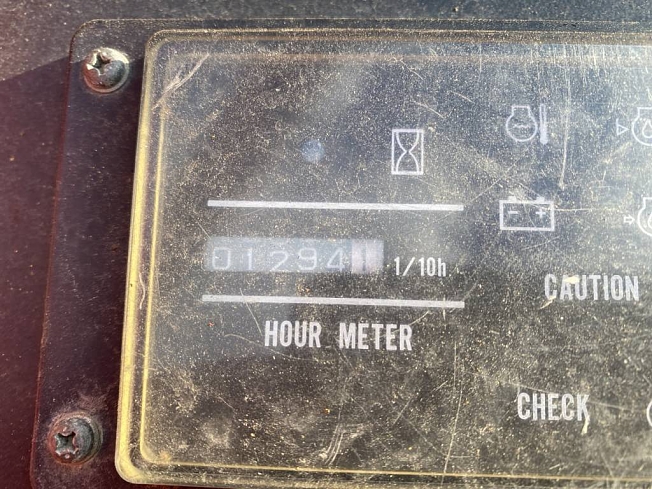 01294
1/10h
HOUR METER
- +
CAUTION
CHECK